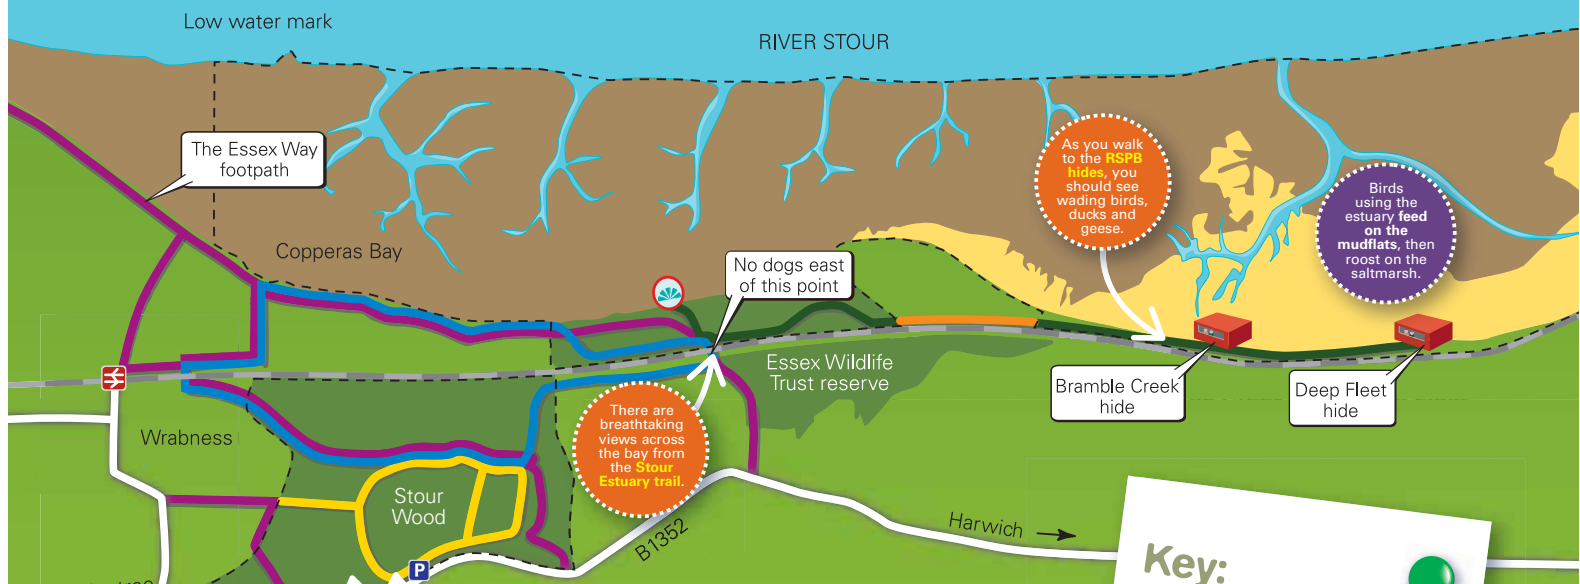 Low water mark
RIVER STOUR
The Essex Way
footpath
As you walk
to the RSPB
hides, you
should see
wading birds,
ducks and
geese.
Birds
using the
estuary feed
on the
mudflats, then
roost on the
saltmarsh.
Copperas Bay
No dogs east
of this point
Essex Wildlife
Trust reserve
Bramble Creek
hide
Deep Fleet
hide
There are
breathtaking
views across
the bay from
the Stour
Estuary trail.
Wrabness
Stour
Wood
B1352
Harwich
P
Key: